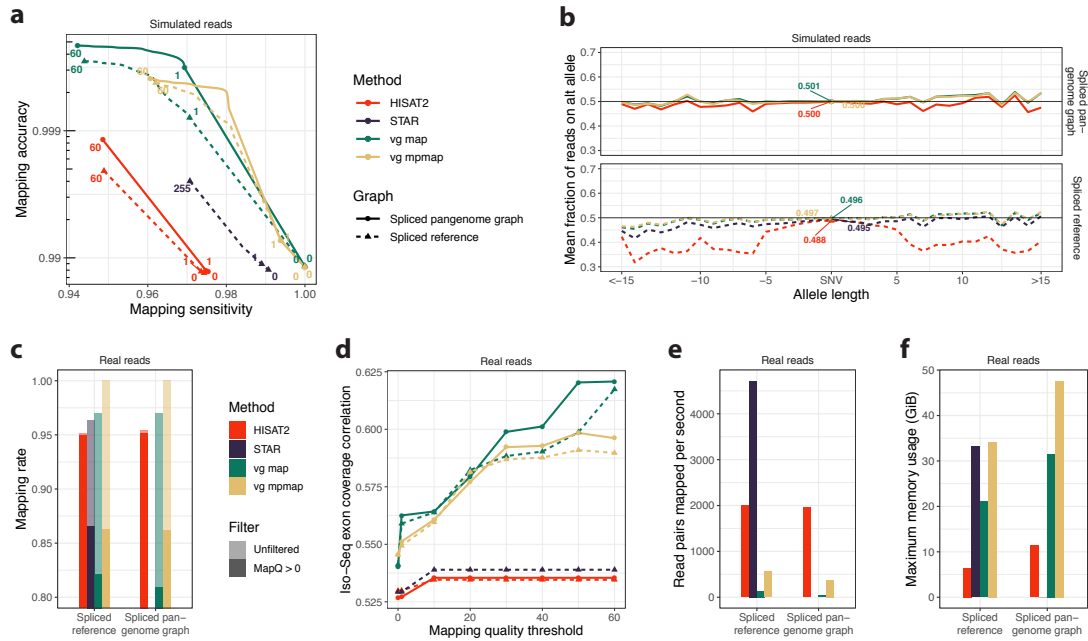 a
Simulated reads
Mapping accuracy
0.999
0.99
60
60
60
60
1
1
60
60
255
1
1
0
0
0
1
0
0
0.94
0.96
0.98
1.00
Mapping sensitivity
Method
HISAT2
STAR
vg map
vg mpmap
Graph
Spliced pangenome graph
Spliced reference
b
Simulated reads
Mean fraction of reads on alt allele
0.7
0.6
0.5
0.4
0.3
0.501
0.500
0.500
Spliced pan−
genome graph
0.7
0.6
0.5
0.4
0.3
0.496
0.497
0.488
0.495
Spliced reference
<−15
−10
−5
SNV
5
10
>15
Allele length
c
Real reads
Mapping rate
1.00
0.95
0.90
0.85
0.80
Spliced
reference
Spliced pan−
genome graph
Method
HISAT2
STAR
vg map
vg mpmap
Filter
Unfiltered
MapQ > 0
d
Real reads
Iso−Seq exon coverage correlation
0.625
0.600
0.575
0.550
0.525
0
20
40
60
Mapping quality threshold
e
Real reads
Read pairs mapped per second
4000
3000
2000
1000
0
Spliced
reference
Spliced pan−
genome graph
f
Real reads
Maximum memory usage (GiB)
50
40
30
20
10
0
Spliced
reference
Spliced pan−
genome graph